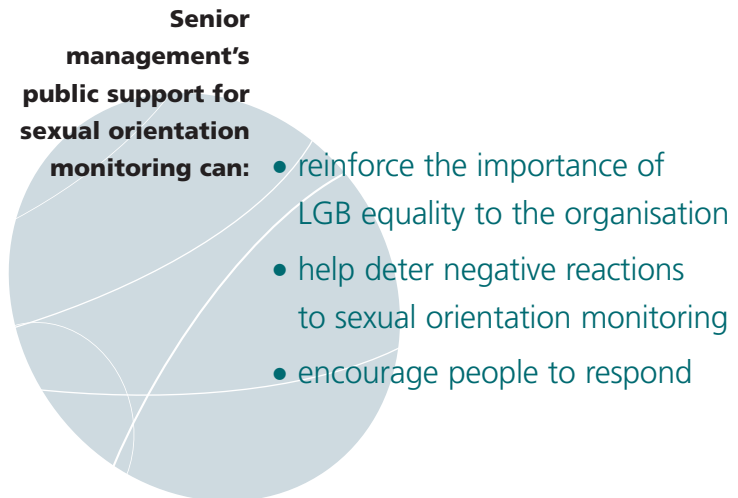 Senior
management's
public support for
sexual orientation
monitoring can:
• reinforce the importance of
LGB equality to the organisation
• help deter negative reactions
to sexual orientation monitoring
• encourage people to respond